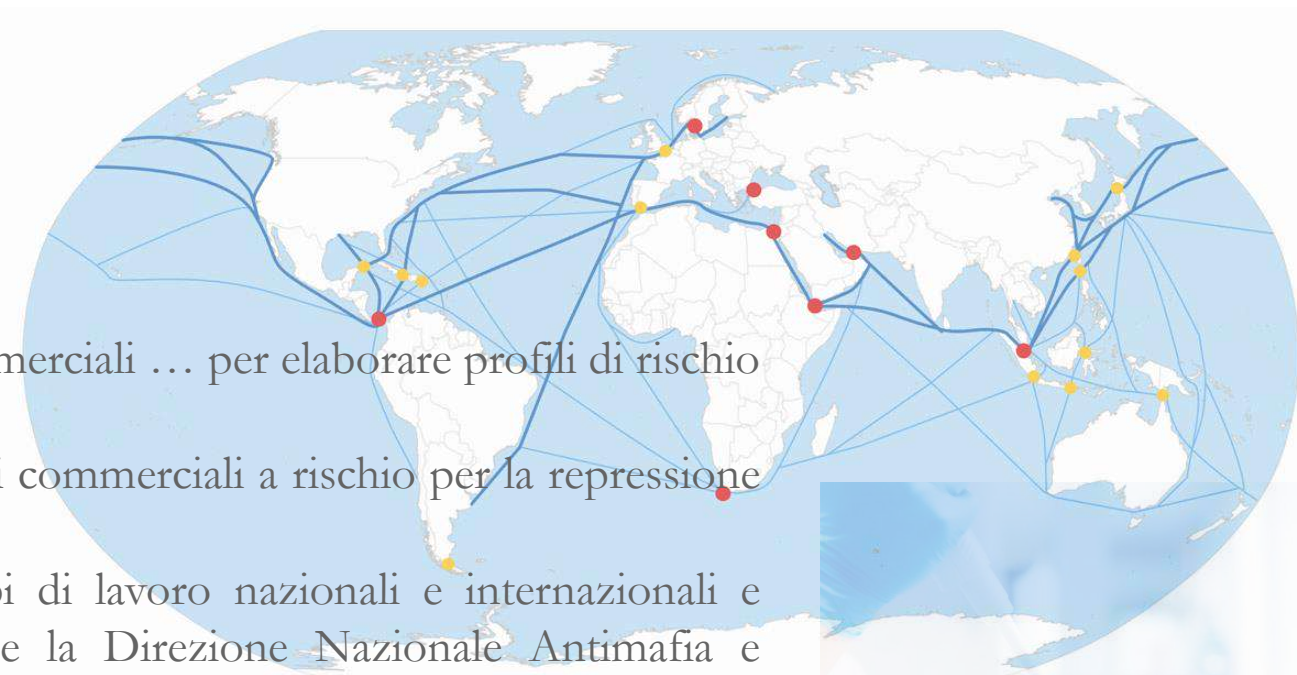 merciali … per elaborare profili di rischio
i commerciali a rischio per la repressione
pi di lavoro nazionali e internazionali e
e la Direzione Nazionale Antimafia e